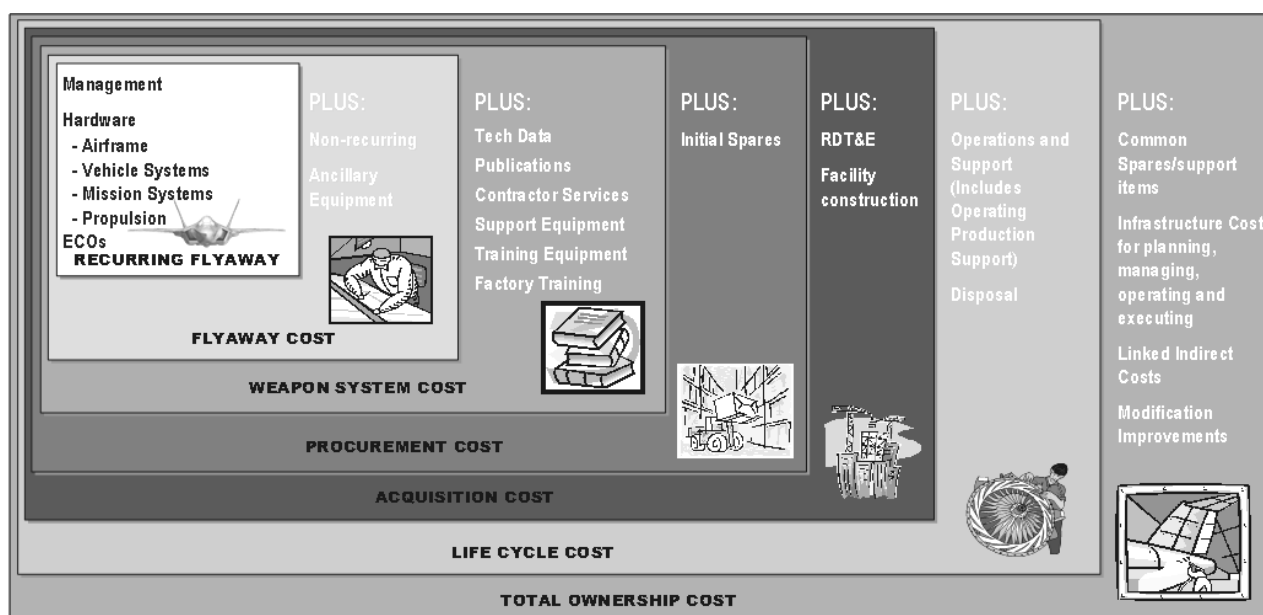 Management
Hardware
- Airframe
- Vehicle Systems
- Mission Systems
- Propulsion
ECOs
RECURRING FLYAWAY
PLUS:
Non-recurring
Ancillary
Equipment
FLYAWAY COST
PLUS:
Tech Data
Publications
Contractor Services
Support Equipment
Training Equipment
Factory Training
WEAPON SYSTEM COST
PLUS:
Initial Spares
PROCUREMENT COST
PLUS:
RDT&E
Facility
construction
ACQUISITION COST
PLUS:
Operations and
Support
(Includes
Operating
Production
Support)
Disposal
LIFE CYCLE COST
PLUS:
Common
Spares/support
items
Infrastructure Cost
for planning,
managing,
operating and
executing
Linked Indirect
Costs
Modification
Improvements
TOTAL OWNERSHIP COST